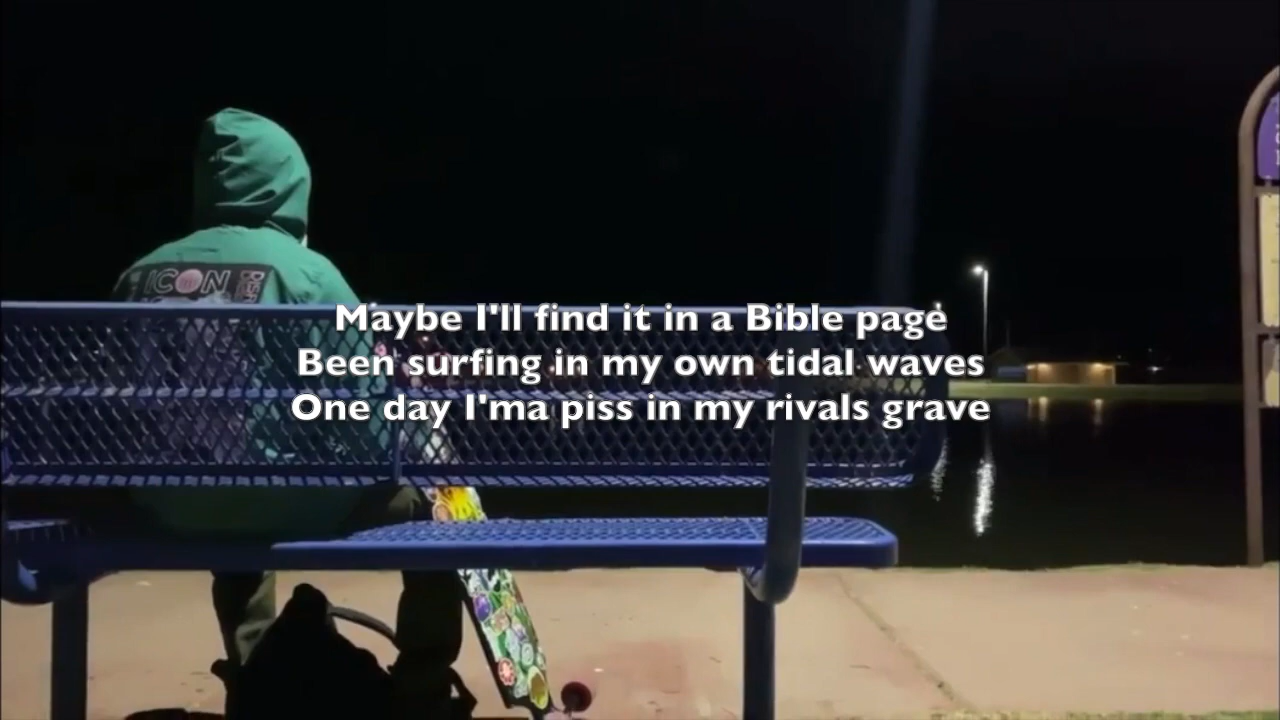 ICON
Maybe I'll find it in a Bible page
Been surfing in my own tidal waves
One day I'ma piss in my rivals grave